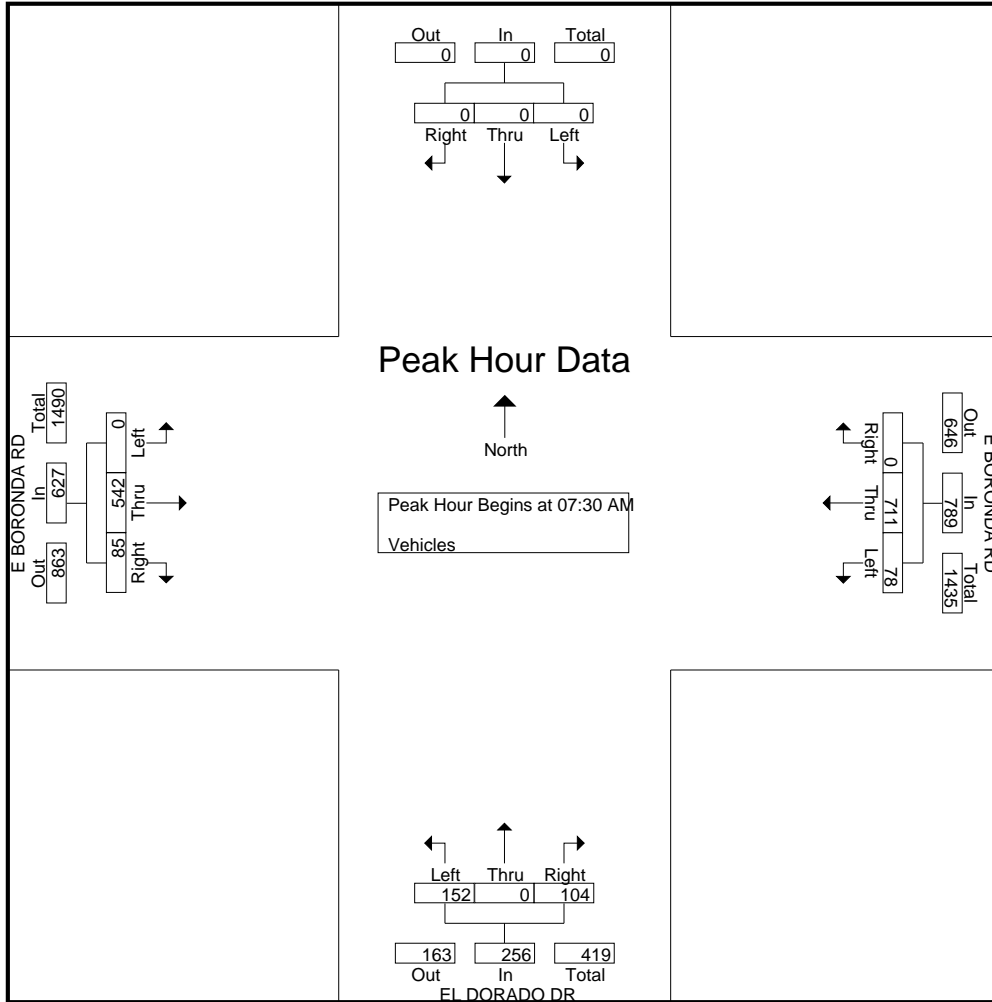 Out In Total
0 0 0
0 0 0
Right Thru Left
Peak Hour Data
North
Peak Hour Begins at 07:30 AM
Vehicles
E BORONDA RD
Out In Total
863 627 1490
85 542 0
Right Thru Left
E BORONDA RD
Out In Total
646 789 1435
0 711 78
Right Thru Left
Left Thru Right
152 0 104
163 256 419
Out In Total
EL DORADO DR